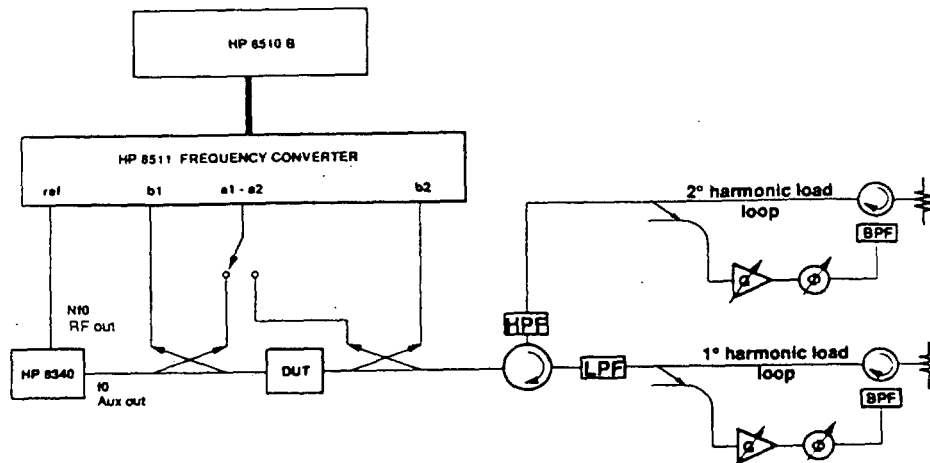 HP 8510 B
HP 8511 FREQUENCY CONVERTER
ref b1 a1 - a2 b2
2° harmonic load
loop
BPF
G Φ
Nf0
RF out
HPF
HP 8340
f0
Aux out
DUT
LPF
1° harmonic load
loop
BPF
G Φ